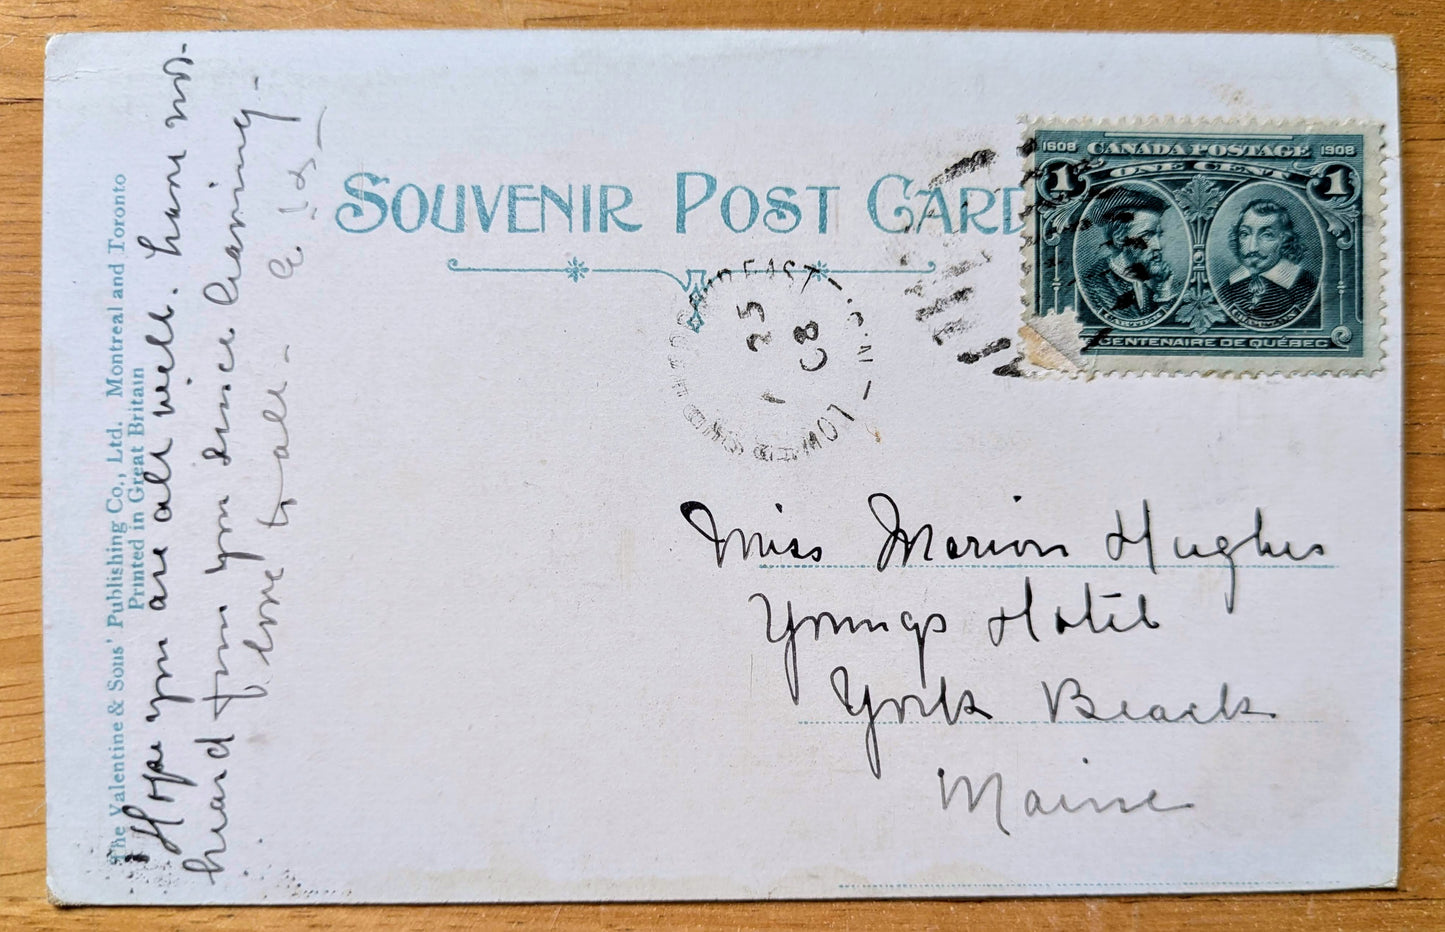 SOUVENIR POST CARD
1608 CANADA POSTAGE 1908
1 ONE CENT 1
CARTIER CHAMPLAIN
CENTENAIRE DE QUÉBEC
25
08
Miss Marion Hughes
Youngs Hotel
York Beach
Maine
The Valentine & Sons' Publishing Co., Ltd. Montreal and Toronto
Printed in Great Britain
Hope you are all well. have not
heard from you since leaving -
love to all -